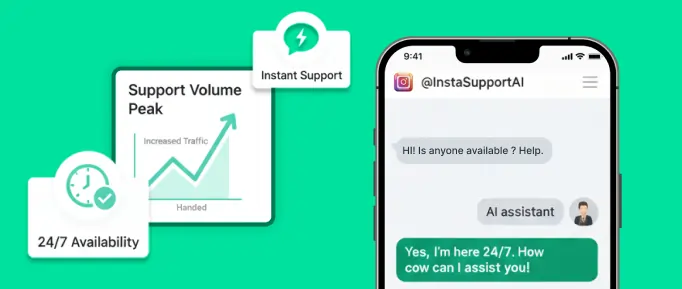 Instant Support
Support Volume
Peak
Increased Traffic
Handed
24/7 Availability
9:41
@InstaSupportAI
HI! Is anyone available ? Help.
AI assistant
Yes, I'm here 24/7. How
cow can I assist you!